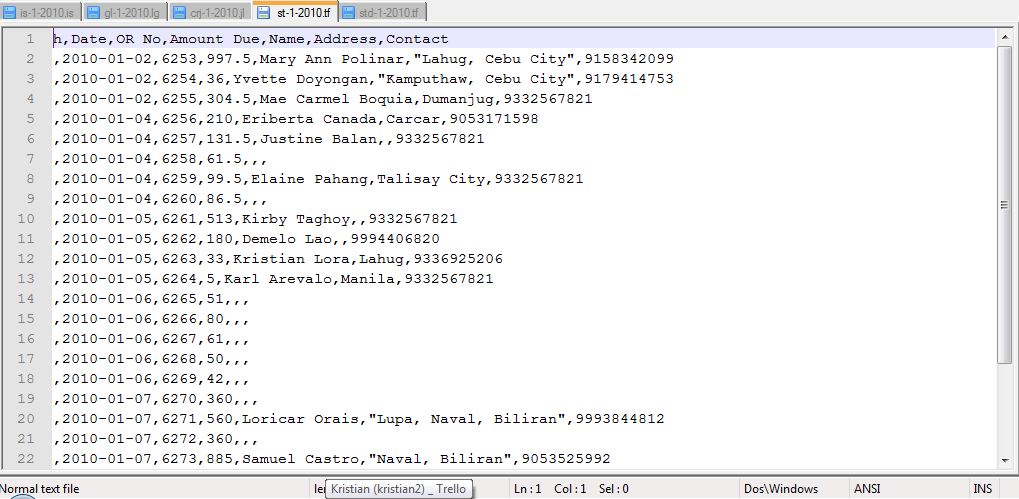 is-1-2010.is gl-1-2010.lg crj-1-2010.jl st-1-2010.tf std-1-2010.tf
1 h,Date,OR No,Amount Due,Name,Address,Contact
2 ,2010-01-02,6253,997.5,Mary Ann Polinar,"Lahug, Cebu City",9158342099
3 ,2010-01-02,6254,36,Yvette Doyongan,"Kamputhaw, Cebu City",9179414753
4 ,2010-01-02,6255,304.5,Mae Carmel Boquia,Dumanjug,9332567821
5 ,2010-01-04,6256,210,Eriberta Canada,Carcar,9053171598
6 ,2010-01-04,6257,131.5,Justine Balan,,9332567821
7 ,2010-01-04,6258,61.5,,,
8 ,2010-01-04,6259,99.5,Elaine Pahang,Talisay City,9332567821
9 ,2010-01-04,6260,86.5,,,
10 ,2010-01-05,6261,513,Kirby Taghoy,,9332567821
11 ,2010-01-05,6262,180,Demelo Lao,,9994406820
12 ,2010-01-05,6263,33,Kristian Lora,Lahug,9336925206
13 ,2010-01-05,6264,5,Karl Arevalo,Manila,9332567821
14 ,2010-01-06,6265,51,,,
15 ,2010-01-06,6266,80,,,
16 ,2010-01-06,6267,61,,,
17 ,2010-01-06,6268,50,,,
18 ,2010-01-06,6269,42,,,
19 ,2010-01-07,6270,360,,,
20 ,2010-01-07,6271,560,Loricar Orais,"Lupa, Naval, Biliran",9993844812
21 ,2010-01-07,6272,360,,,
22 ,2010-01-07,6273,885,Samuel Castro,"Naval, Biliran",9053525992
Normal text file Kristian (kristian2) _ Trello Ln:1 Col:1 Sel:0 Dos\Windows ANSI INS